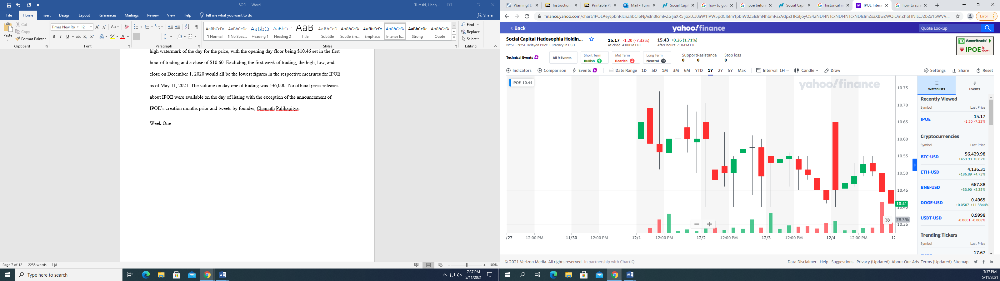 SOFI - Word
Tureski, Healy J
File Home Insert Design Layout References Mailings Review View Help Tell me what you want to do Share
Paste Cut Copy Format Painter
Times New Ro 12
AaBbCcDc AaBbCcDc AaBbCc AaBbCcD AaB AaBbCcD AaBbCcDc AaBbCcDc AaBbCcDc AaBbCcDc AaBbCcDc
¶ Normal ¶ No Spac... Heading 1 Heading 2 Title Subtitle Subtle Em... Emphasis Intense E... Strong Quote
Find Replace Select
Clipboard Font Paragraph Styles Editing
high watermark of the day for the price, with the opening day floor being $10.46 set in the first
hour of trading and a close of $10.60. Excluding the first week of trading, the high, low, and
close on December 1, 2020 would all be the lowest figures in the respective measures for IPOE
as of May 11, 2021. The volume on day one of trading was 536,000. No official press releases
about IPOE were available on the day of listing with the exception of the announcement of
IPOE's creation months prior and tweets by founder, Chamath Palihapitya.
Week One
Page 7 of 12 2233 words 100%
Type here to search
7:37 PM
5/11/2021
Warning! D Instruction Printable P Mail - Ture Social Capi how to goo ipoe before Social Capi historical in IPOE Intera how to scre
Error
Back
yahoo!finance
Quote Lookup
Social Capital Hedosophia Holdin...
NYSE - NYSE Delayed Price. Currency in USD
15.17 -1.20 (-7.33%)
At close: 4:00PM EDT
15.43 +0.26 (1.71%)
After hours: 7:36PM EDT
TD Ameritrade
IPOE is down
Technical Events All 9 Events
Short Term Bullish
Mid Term Bearish
Long Term Neutral
Support Resistance Stop loss
0 0 0
Indicators Comparison Events Date Range 1D 5D 1M 3M 6M YTD 1Y 2Y 5Y Max Interval 1H Candle Draw Settings Share Reset
IPOE 10.44
yahoo!finance
10.75
10.70
10.65
10.60
10.55
10.50
10.45
10.41
10.40
78.39k
10.35
/27 12:00 PM 11/30 12:00 PM 12/1 12:00 PM 12/2 12:00 PM 12/3 12:00 PM 12/4 12:00 PM 12
Watchlists Events
Recently Viewed
Symbol Last Price
IPOE 15.17
-1.20 -7.33%
Cryptocurrencies
Symbol Last Price
BTC-USD 56,429.98
+459.93 +0.82%
ETH-USD 4,136.31
+186.89 +4.73%
BNB-USD 667.88
+33.90 +5.35%
DOGE-USD 0.4965
+0.0507 +11.3844%
USDT-USD 0.9998
-0.0001 -0.008%
Trending Tickers
Symbol Last Price
17.67
© 2021 Verizon Media. All rights reserved. In partnership with ChartIQ
Data Disclaimer Help Suggestions Privacy (Updated) About Our Ads Terms (Updated) Sitemap
7:37 PM
5/11/2021